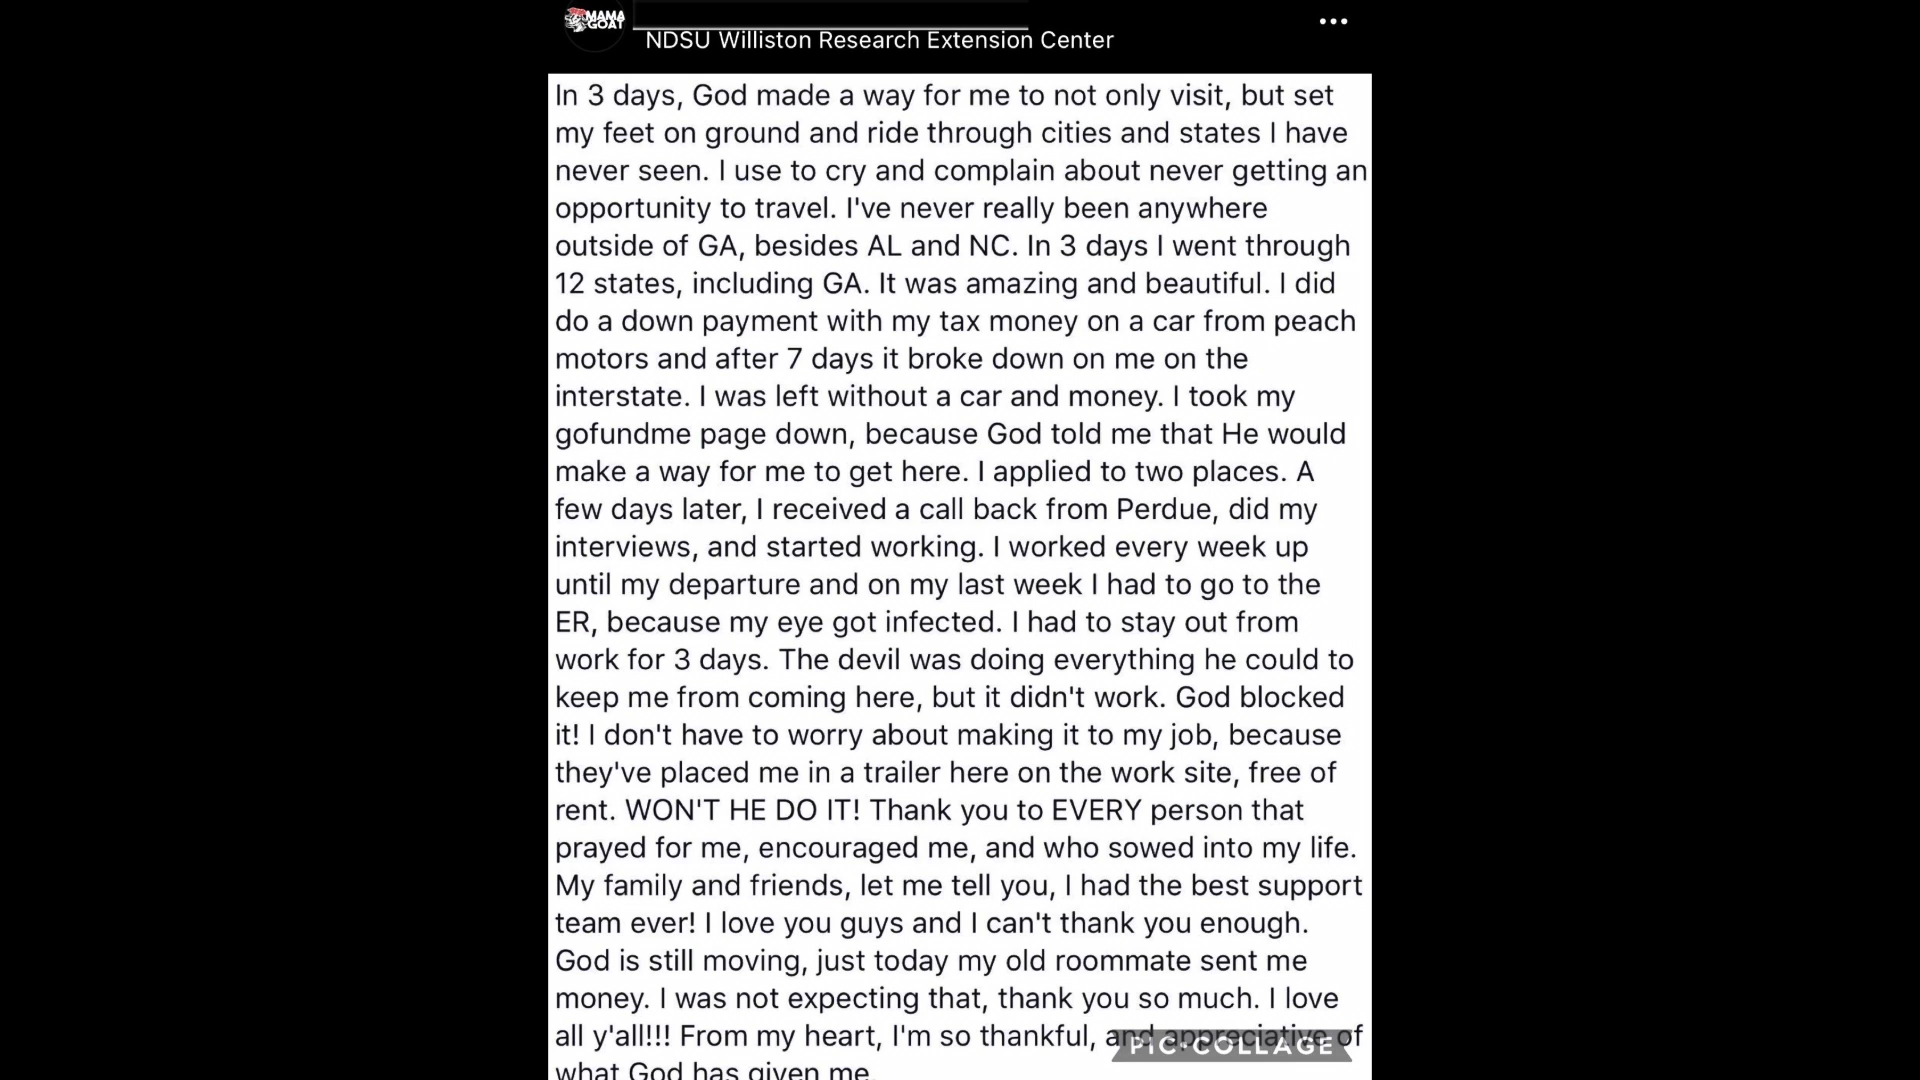 MAMA
GOAT
NDSU Williston Research Extension Center
In 3 days, God made a way for me to not only visit, but set
my feet on ground and ride through cities and states I have
never seen. I use to cry and complain about never getting an
opportunity to travel. I've never really been anywhere
outside of GA, besides AL and NC. In 3 days I went through
12 states, including GA. It was amazing and beautiful. I did
do a down payment with my tax money on a car from peach
motors and after 7 days it broke down on me on the
interstate. I was left without a car and money. I took my
gofundme page down, because God told me that He would
make a way for me to get here. I applied to two places. A
few days later, I received a call back from Perdue, did my
interviews, and started working. I worked every week up
until my departure and on my last week I had to go to the
ER, because my eye got infected. I had to stay out from
work for 3 days. The devil was doing everything he could to
keep me from coming here, but it didn't work. God blocked
it! I don't have to worry about making it to my job, because
they've placed me in a trailer here on the work site, free of
rent. WON'T HE DO IT! Thank you to EVERY person that
prayed for me, encouraged me, and who sowed into my life.
My family and friends, let me tell you, I had the best support
team ever! I love you guys and I can't thank you enough.
God is still moving, just today my old roommate sent me
money. I was not expecting that, thank you so much. I love
all y'all!!! From my heart, I'm so thankful, and appreciative of
what God has given me.
PIC•COLLAGE